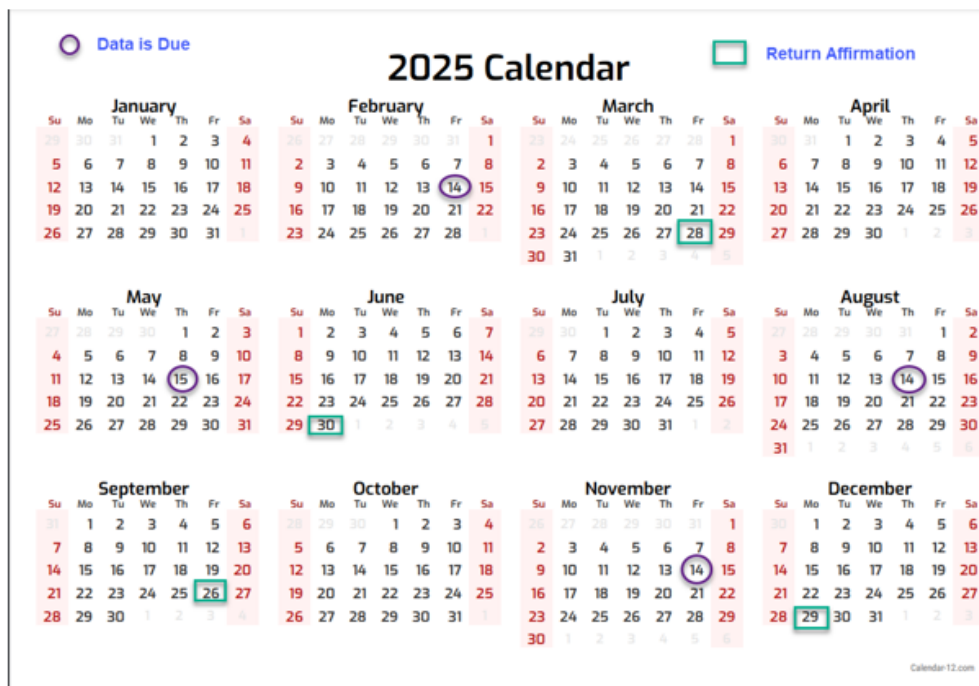 Data is Due
Return Affirmation
2025 Calendar
January February March April
Su Mo Tu We Th Fr Sa Su Mo Tu We Th Fr Sa Su Mo Tu We Th Fr Sa Su Mo Tu We Th Fr Sa
29 30 31 1 2 3 4 26 27 28 29 30 31 1 23 24 25 26 27 28 1 30 31 1 2 3 4 5
5 6 7 8 9 10 11 2 3 4 5 6 7 8 2 3 4 5 6 7 8 6 7 8 9 10 11 12
12 13 14 15 16 17 18 9 10 11 12 13 14 15 9 10 11 12 13 14 15 13 14 15 16 17 18 19
19 20 21 22 23 24 25 16 17 18 19 20 21 22 16 17 18 19 20 21 22 20 21 22 23 24 25 26
26 27 28 29 30 31 1 23 24 25 26 27 28 1 23 24 25 26 27 28 29 27 28 29 30 1 2 3
30 31 1 2 3 4 5
May June July August
Su Mo Tu We Th Fr Sa Su Mo Tu We Th Fr Sa Su Mo Tu We Th Fr Sa Su Mo Tu We Th Fr Sa
27 28 29 30 1 2 3 1 2 3 4 5 6 7 29 30 1 2 3 4 5 27 28 29 30 31 1 2
4 5 6 7 8 9 10 8 9 10 11 12 13 14 6 7 8 9 10 11 12 3 4 5 6 7 8 9
11 12 13 14 15 16 17 15 16 17 18 19 20 21 13 14 15 16 17 18 19 10 11 12 13 14 15 16
18 19 20 21 22 23 24 22 23 24 25 26 27 28 20 21 22 23 24 25 26 17 18 19 20 21 22 23
25 26 27 28 29 30 31 29 30 1 2 3 4 5 27 28 29 30 31 1 2 24 25 26 27 28 29 30
31 1 2 3 4 5 6
September October November December
Su Mo Tu We Th Fr Sa Su Mo Tu We Th Fr Sa Su Mo Tu We Th Fr Sa Su Mo Tu We Th Fr Sa
31 1 2 3 4 5 6 28 29 30 1 2 3 4 26 27 28 29 30 31 1 30 1 2 3 4 5 6
7 8 9 10 11 12 13 5 6 7 8 9 10 11 2 3 4 5 6 7 8 7 8 9 10 11 12 13
14 15 16 17 18 19 20 12 13 14 15 16 17 18 9 10 11 12 13 14 15 14 15 16 17 18 19 20
21 22 23 24 25 26 27 19 20 21 22 23 24 25 16 17 18 19 20 21 22 21 22 23 24 25 26 27
28 29 30 1 2 3 4 26 27 28 29 30 31 1 23 24 25 26 27 28 29 28 29 30 31 1 2 3
30 1 2 3 4 5 6
Calendar-12.com